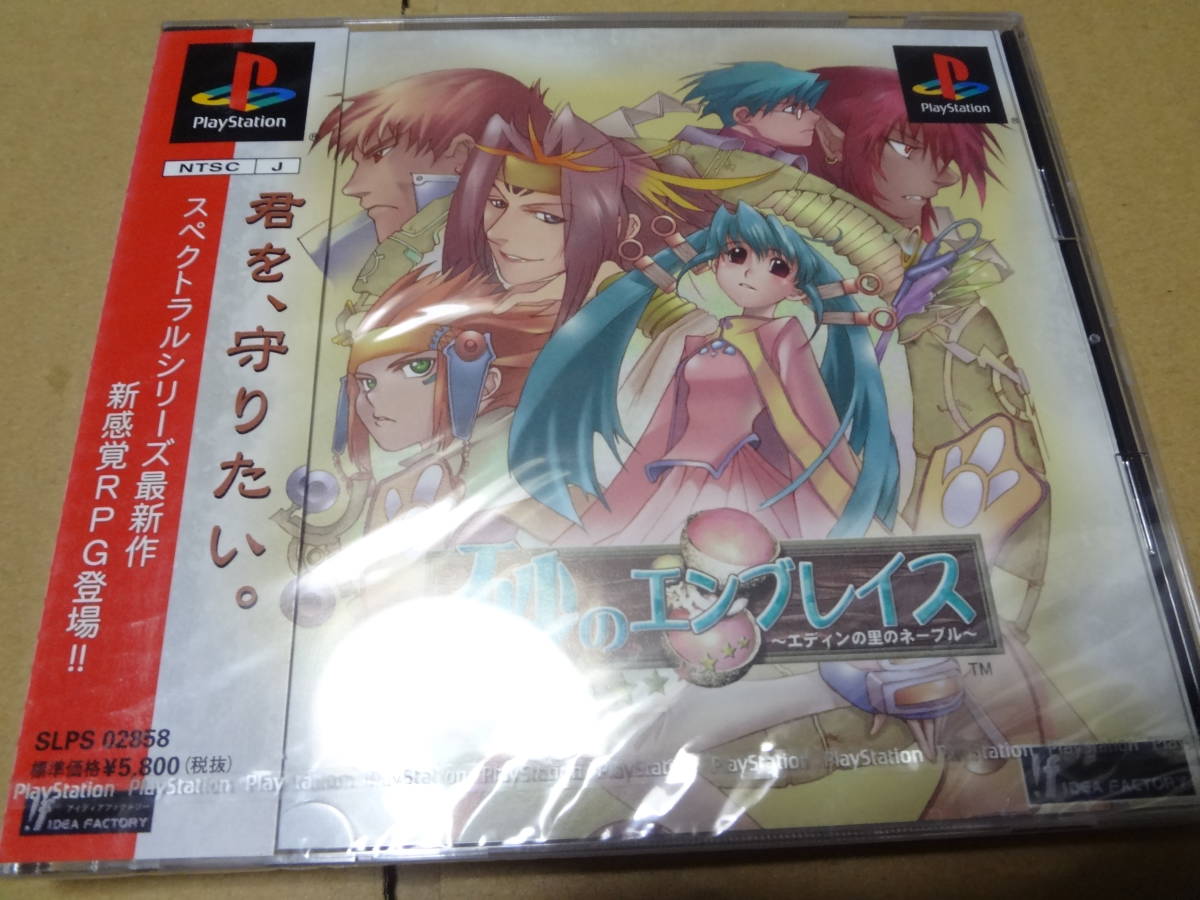 PlayStation
NTSC J
君を、守りたい。
スペクトラルシリーズ最新作
新感覚RPG登場!!
SLPS 02858
標準価格¥5,800(税抜)
アイディアファクトリー
IDEA FACTORY
PlayStation
砂のエンブレイス
～エディンの里のネーブル～
TM
PlayStation PlayStation PlayStation PlayStation PlayStation PlayStation PlayStation PlayStation PlayStation PlayStation
IDEA FACTORY